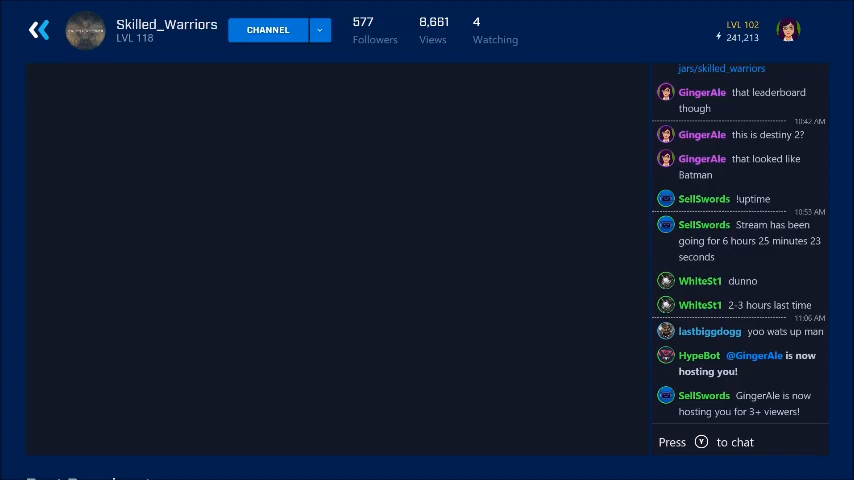 Skilled_Warriors
LVL 118
CHANNEL
577
Followers
8,661
Views
4
Watching
LVL 102
241,213
jars/skilled_warriors
GingerAle that leaderboard
though
10:42 AM
GingerAle this is destiny 2?
GingerAle that looked like
Batman
SellSwords !uptime
10:53 AM
SellSwords Stream has been
going for 6 hours 25 minutes 23
seconds
WhiteSt1 dunno
WhiteSt1 2-3 hours last time
11:06 AM
lastbiggdogg yoo wats up man
HypeBot @GingerAle is now
hosting you!
SellSwords GingerAle is now
hosting you for 3+ viewers!
Press Y to chat